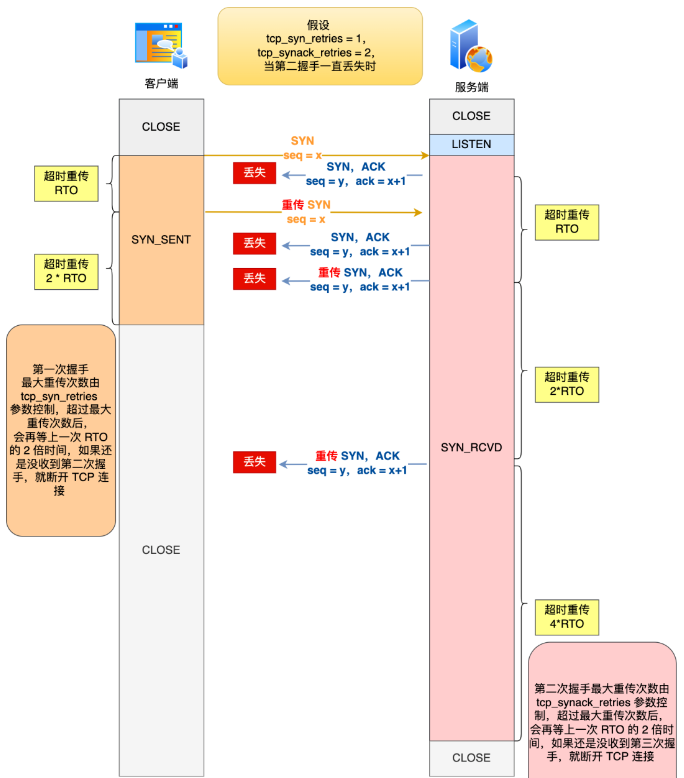 假设
tcp_syn_retries = 1，
tcp_synack_retries = 2，
当第二握手一直丢失时
客户端
服务端
CLOSE
CLOSE
LISTEN
SYN
seq = x
超时重传
RTO
丢失
SYN，ACK
seq = y，ack = x+1
重传 SYN
seq = x
超时重传
RTO
SYN_SENT
丢失
SYN，ACK
seq = y，ack = x+1
超时重传
2 * RTO
丢失
重传 SYN，ACK
seq = y，ack = x+1
第一次握手
最大重传次数由
tcp_syn_retries
参数控制，超过最大
重传次数后，
会再等上一次 RTO
的 2 倍时间，如果还
是没收到第二次握
手，就断开 TCP 连
接
超时重传
2*RTO
SYN_RCVD
丢失
重传 SYN，ACK
seq = y，ack = x+1
CLOSE
超时重传
4*RTO
第二次握手最大重传次数由
tcp_synack_retries 参数控
制，超过最大重传次数后，
会再等上一次 RTO 的 2 倍时
间，如果还是没收到第三次握
手，就断开 TCP 连接
CLOSE